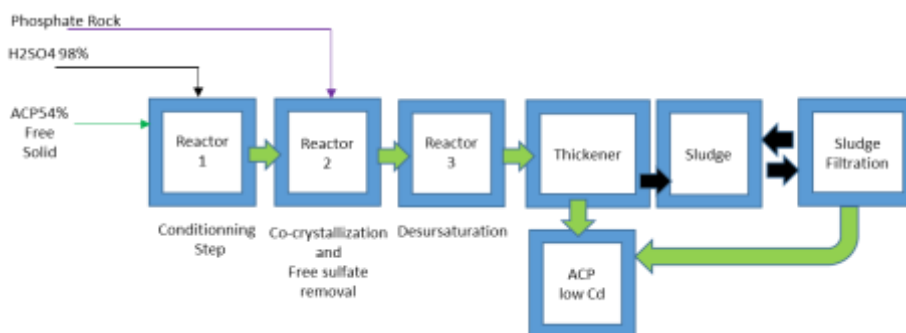 Phosphate Rock
H2SO4 98%
ACP54%
Free
Solid
Reactor
1
Reactor
2
Reactor
3
Thickener
Sludge
Sludge
Filtration
Conditionning
Step
Co-crystallization
and
Free sulfate
removal
Desursaturation
ACP
low Cd